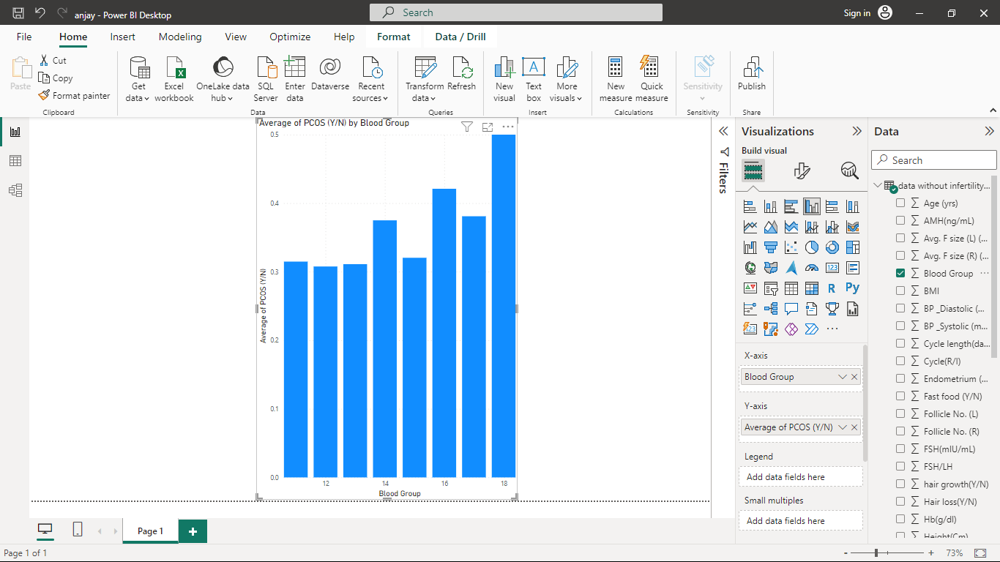 anjay - Power BI Desktop
Search
Sign in
File Home Insert Modeling View Optimize Help Format Data / Drill
Paste
Cut
Copy
Format painter
Clipboard
Get data
Excel workbook
OneLake data hub
SQL Server
Enter data
Dataverse
Recent sources
Data
Transform data
Refresh
Queries
New visual
Text box
More visuals
Insert
New measure
Quick measure
Calculations
Sensitivity
Sensitivity
Publish
Share
Average of PCOS (Y/N) by Blood Group
0.5
0.4
0.3
0.2
0.1
0.0
Average of PCOS (Y/N)
12 14 16 18
Blood Group
Filters
Visualizations
Build visual
123
R
Py
123
X-axis
Blood Group
Y-axis
Average of PCOS (Y/N)
Legend
Add data fields here
Small multiples
Add data fields here
Data
Search
data without infertility...
Age (yrs)
AMH(ng/mL)
Avg. F size (L) (...
Avg. F size (R) (...
Blood Group
BMI
BP _Diastolic (...
BP _Systolic (m...
Cycle length(da...
Cycle(R/I)
Endometrium (...
Fast food (Y/N)
Follicle No. (L)
Follicle No. (R)
FSH(mIU/mL)
FSH/LH
hair growth(Y/N)
Hair loss(Y/N)
Hb(g/dl)
Height(Cm)
Page 1
Page 1 of 1
- + 73%